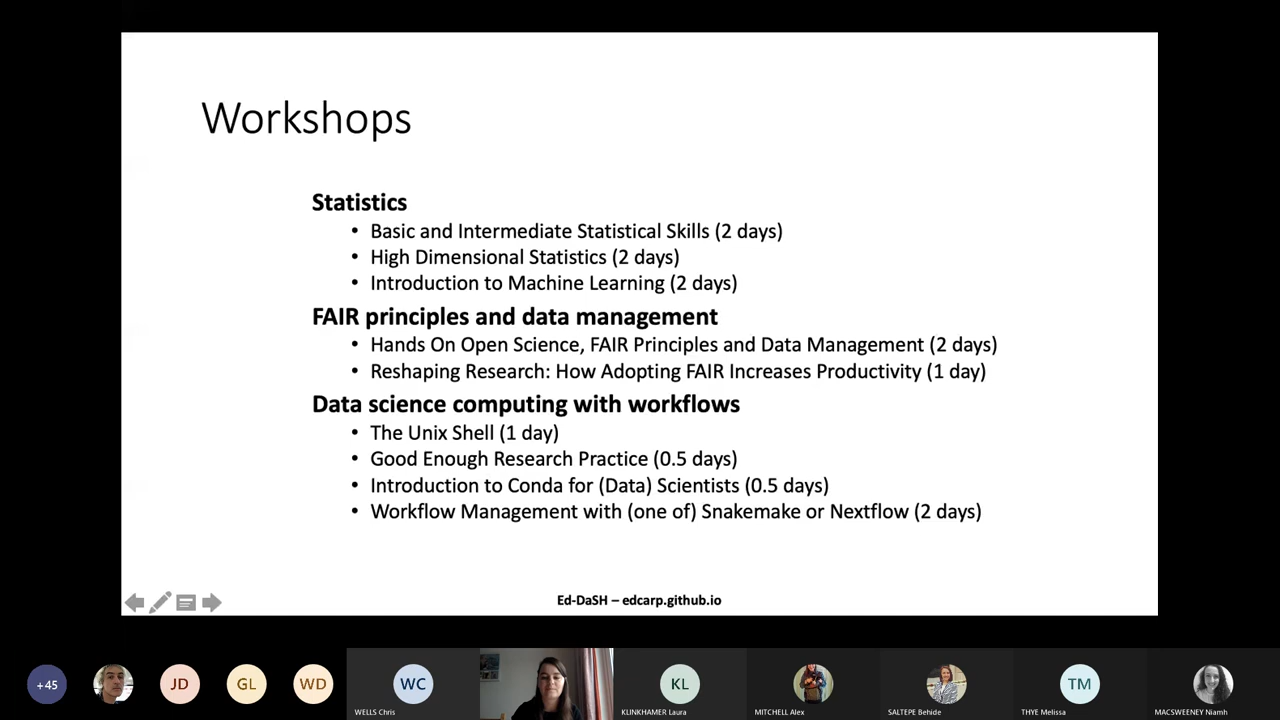 Workshops
Statistics
• Basic and Intermediate Statistical Skills (2 days)
• High Dimensional Statistics (2 days)
• Introduction to Machine Learning (2 days)
FAIR principles and data management
• Hands On Open Science, FAIR Principles and Data Management (2 days)
• Reshaping Research: How Adopting FAIR Increases Productivity (1 day)
Data science computing with workflows
• The Unix Shell (1 day)
• Good Enough Research Practice (0.5 days)
• Introduction to Conda for (Data) Scientists (0.5 days)
• Workflow Management with (one of) Snakemake or Nextflow (2 days)
Ed-DaSH – edcarp.github.io
+45
JD
GL
WD
WC
KL
TM
WELLS Chris
KLINKHAMER Laura
MITCHELL Alex
SALTEPE Behide
THYE Melissa
MACSWEENEY Niamh